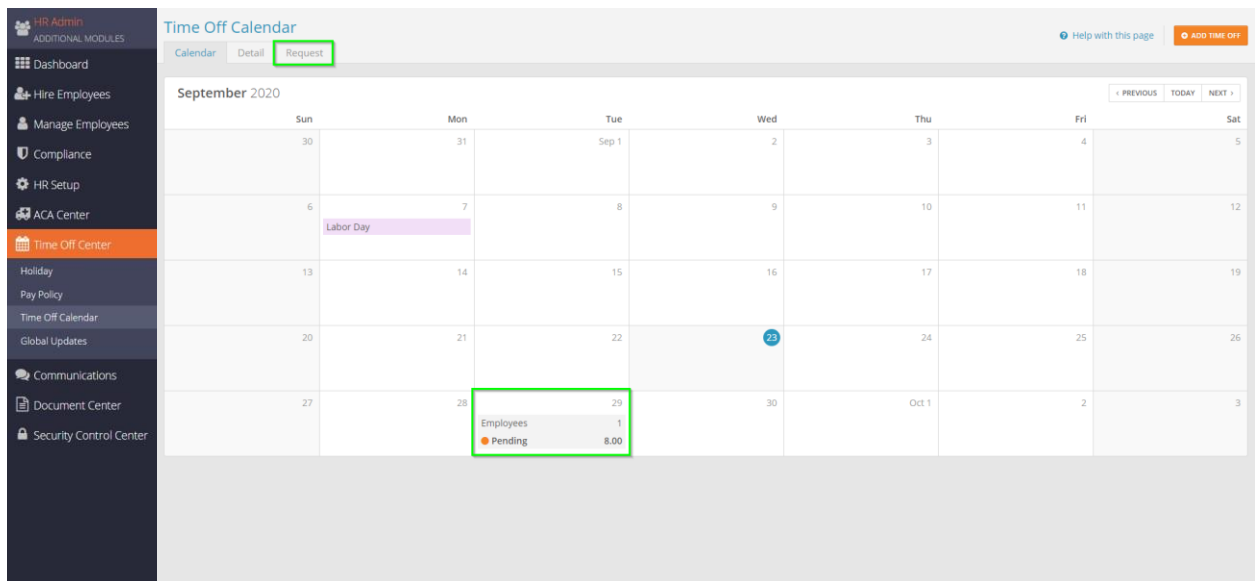 HR Admin
ADDITIONAL MODULES
Dashboard
Hire Employees
Manage Employees
Compliance
HR Setup
ACA Center
Time Off Center
Holiday
Pay Policy
Time Off Calendar
Global Updates
Communications
Document Center
Security Control Center
Time Off Calendar
Help with this page
ADD TIME OFF
Calendar Detail Request
September 2020
‹ PREVIOUS TODAY NEXT ›
Sun Mon Tue Wed Thu Fri Sat
30 31 Sep 1 2 3 4 5
6 7 8 9 10 11 12
Labor Day
13 14 15 16 17 18 19
20 21 22 23 24 25 26
27 28 29 30 Oct 1 2 3
Employees 1
Pending 8.00